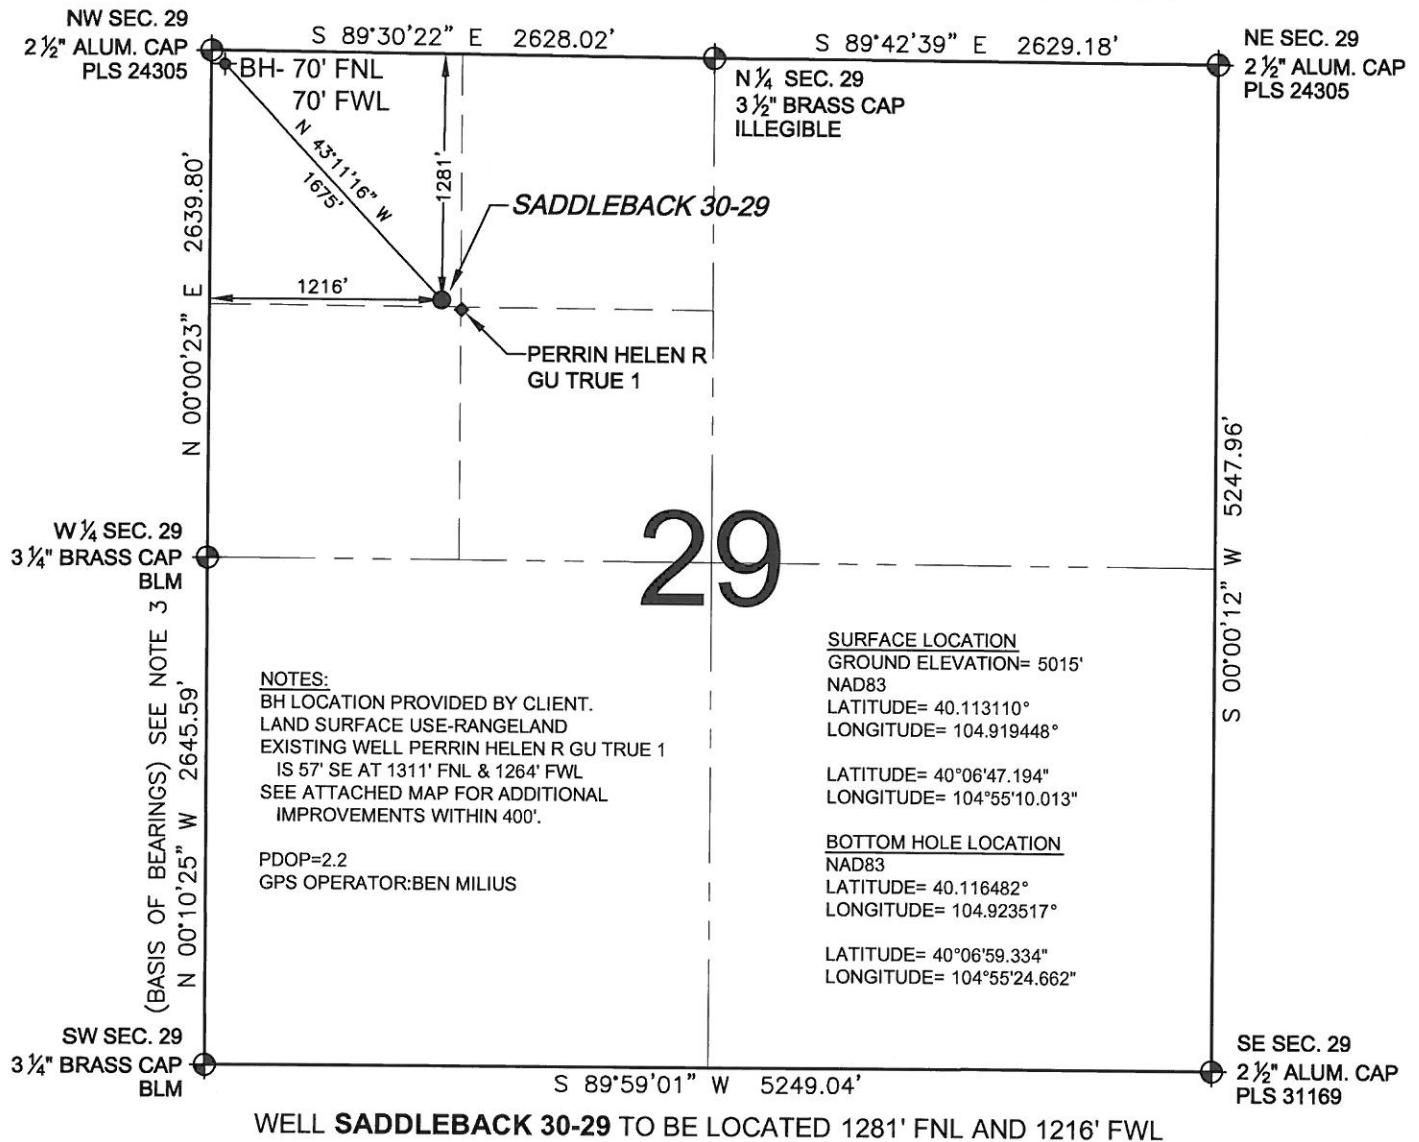 NW SEC. 29
2 ½" ALUM. CAP
PLS 24305
S 89°30'22" E 2628.02'
S 89°42'39" E 2629.18'
NE SEC. 29
2 ½" ALUM. CAP
PLS 24305
BH- 70' FNL
70' FWL
N ¼ SEC. 29
3 ½" BRASS CAP
ILLEGIBLE
N 43°11'16" W
1675'
1281'
SADDLEBACK 30-29
1216'
N 00°00'23" E 2639.80'
PERRIN HELEN R
GU TRUE 1
W ¼ SEC. 29
3 ¼" BRASS CAP
BLM
29
S 00°00'12" W 5247.96'
(BASIS OF BEARINGS) SEE NOTE 3
N 00°10'25" W 2645.59'
NOTES:
BH LOCATION PROVIDED BY CLIENT.
LAND SURFACE USE-RANGELAND
EXISTING WELL PERRIN HELEN R GU TRUE 1
IS 57' SE AT 1311' FNL & 1264' FWL
SEE ATTACHED MAP FOR ADDITIONAL
IMPROVEMENTS WITHIN 400'.
PDOP=2.2
GPS OPERATOR:BEN MILIUS
SURFACE LOCATION
GROUND ELEVATION= 5015'
NAD83
LATITUDE= 40.113110°
LONGITUDE= 104.919448°
LATITUDE= 40°06'47.194"
LONGITUDE= 104°55'10.013"
BOTTOM HOLE LOCATION
NAD83
LATITUDE= 40.116482°
LONGITUDE= 104.923517°
LATITUDE= 40°06'59.334"
LONGITUDE= 104°55'24.662"
SW SEC. 29
3 ¼" BRASS CAP
BLM
S 89°59'01" W 5249.04'
SE SEC. 29
2 ½" ALUM. CAP
PLS 31169
WELL SADDLEBACK 30-29 TO BE LOCATED 1281' FNL AND 1216' FWL